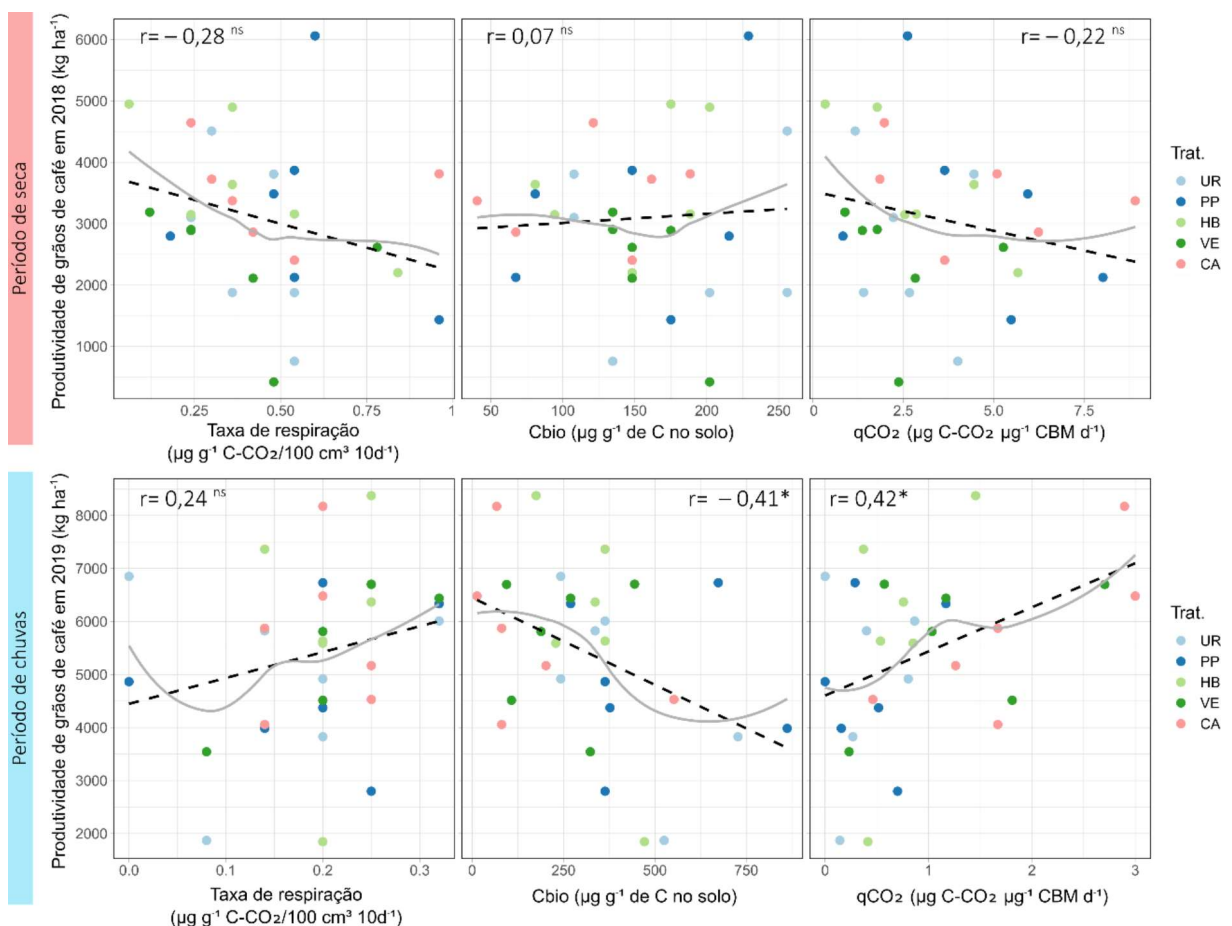 Período de seca
Produtividade de grãos de café em 2018 (kg ha⁻¹)
6000
5000
4000
3000
2000
1000
r= − 0,28 ns
r= 0,07 ns
r= − 0,22 ns
0.25
0.50
0.75
1
50
100
150
200
250
0
2.5
5.0
7.5
Taxa de respiração
(µg g⁻¹ C-CO₂/100 cm³ 10d⁻¹)
Cbio (µg g⁻¹ de C no solo)
qCO₂ (µg C-CO₂ µg⁻¹ CBM d⁻¹)
Trat.
UR
PP
HB
VE
CA
Período de chuvas
Produtividade de grãos de café em 2019 (kg ha⁻¹)
8000
7000
6000
5000
4000
3000
2000
r= 0,24 ns
r= − 0,41*
r= 0,42*
0.0
0.1
0.2
0.3
0
250
500
750
0
1
2
3
Taxa de respiração
(µg g⁻¹ C-CO₂/100 cm³ 10d⁻¹)
Cbio (µg g⁻¹ de C no solo)
qCO₂ (µg C-CO₂ µg⁻¹ CBM d⁻¹)
Trat.
UR
PP
HB
VE
CA